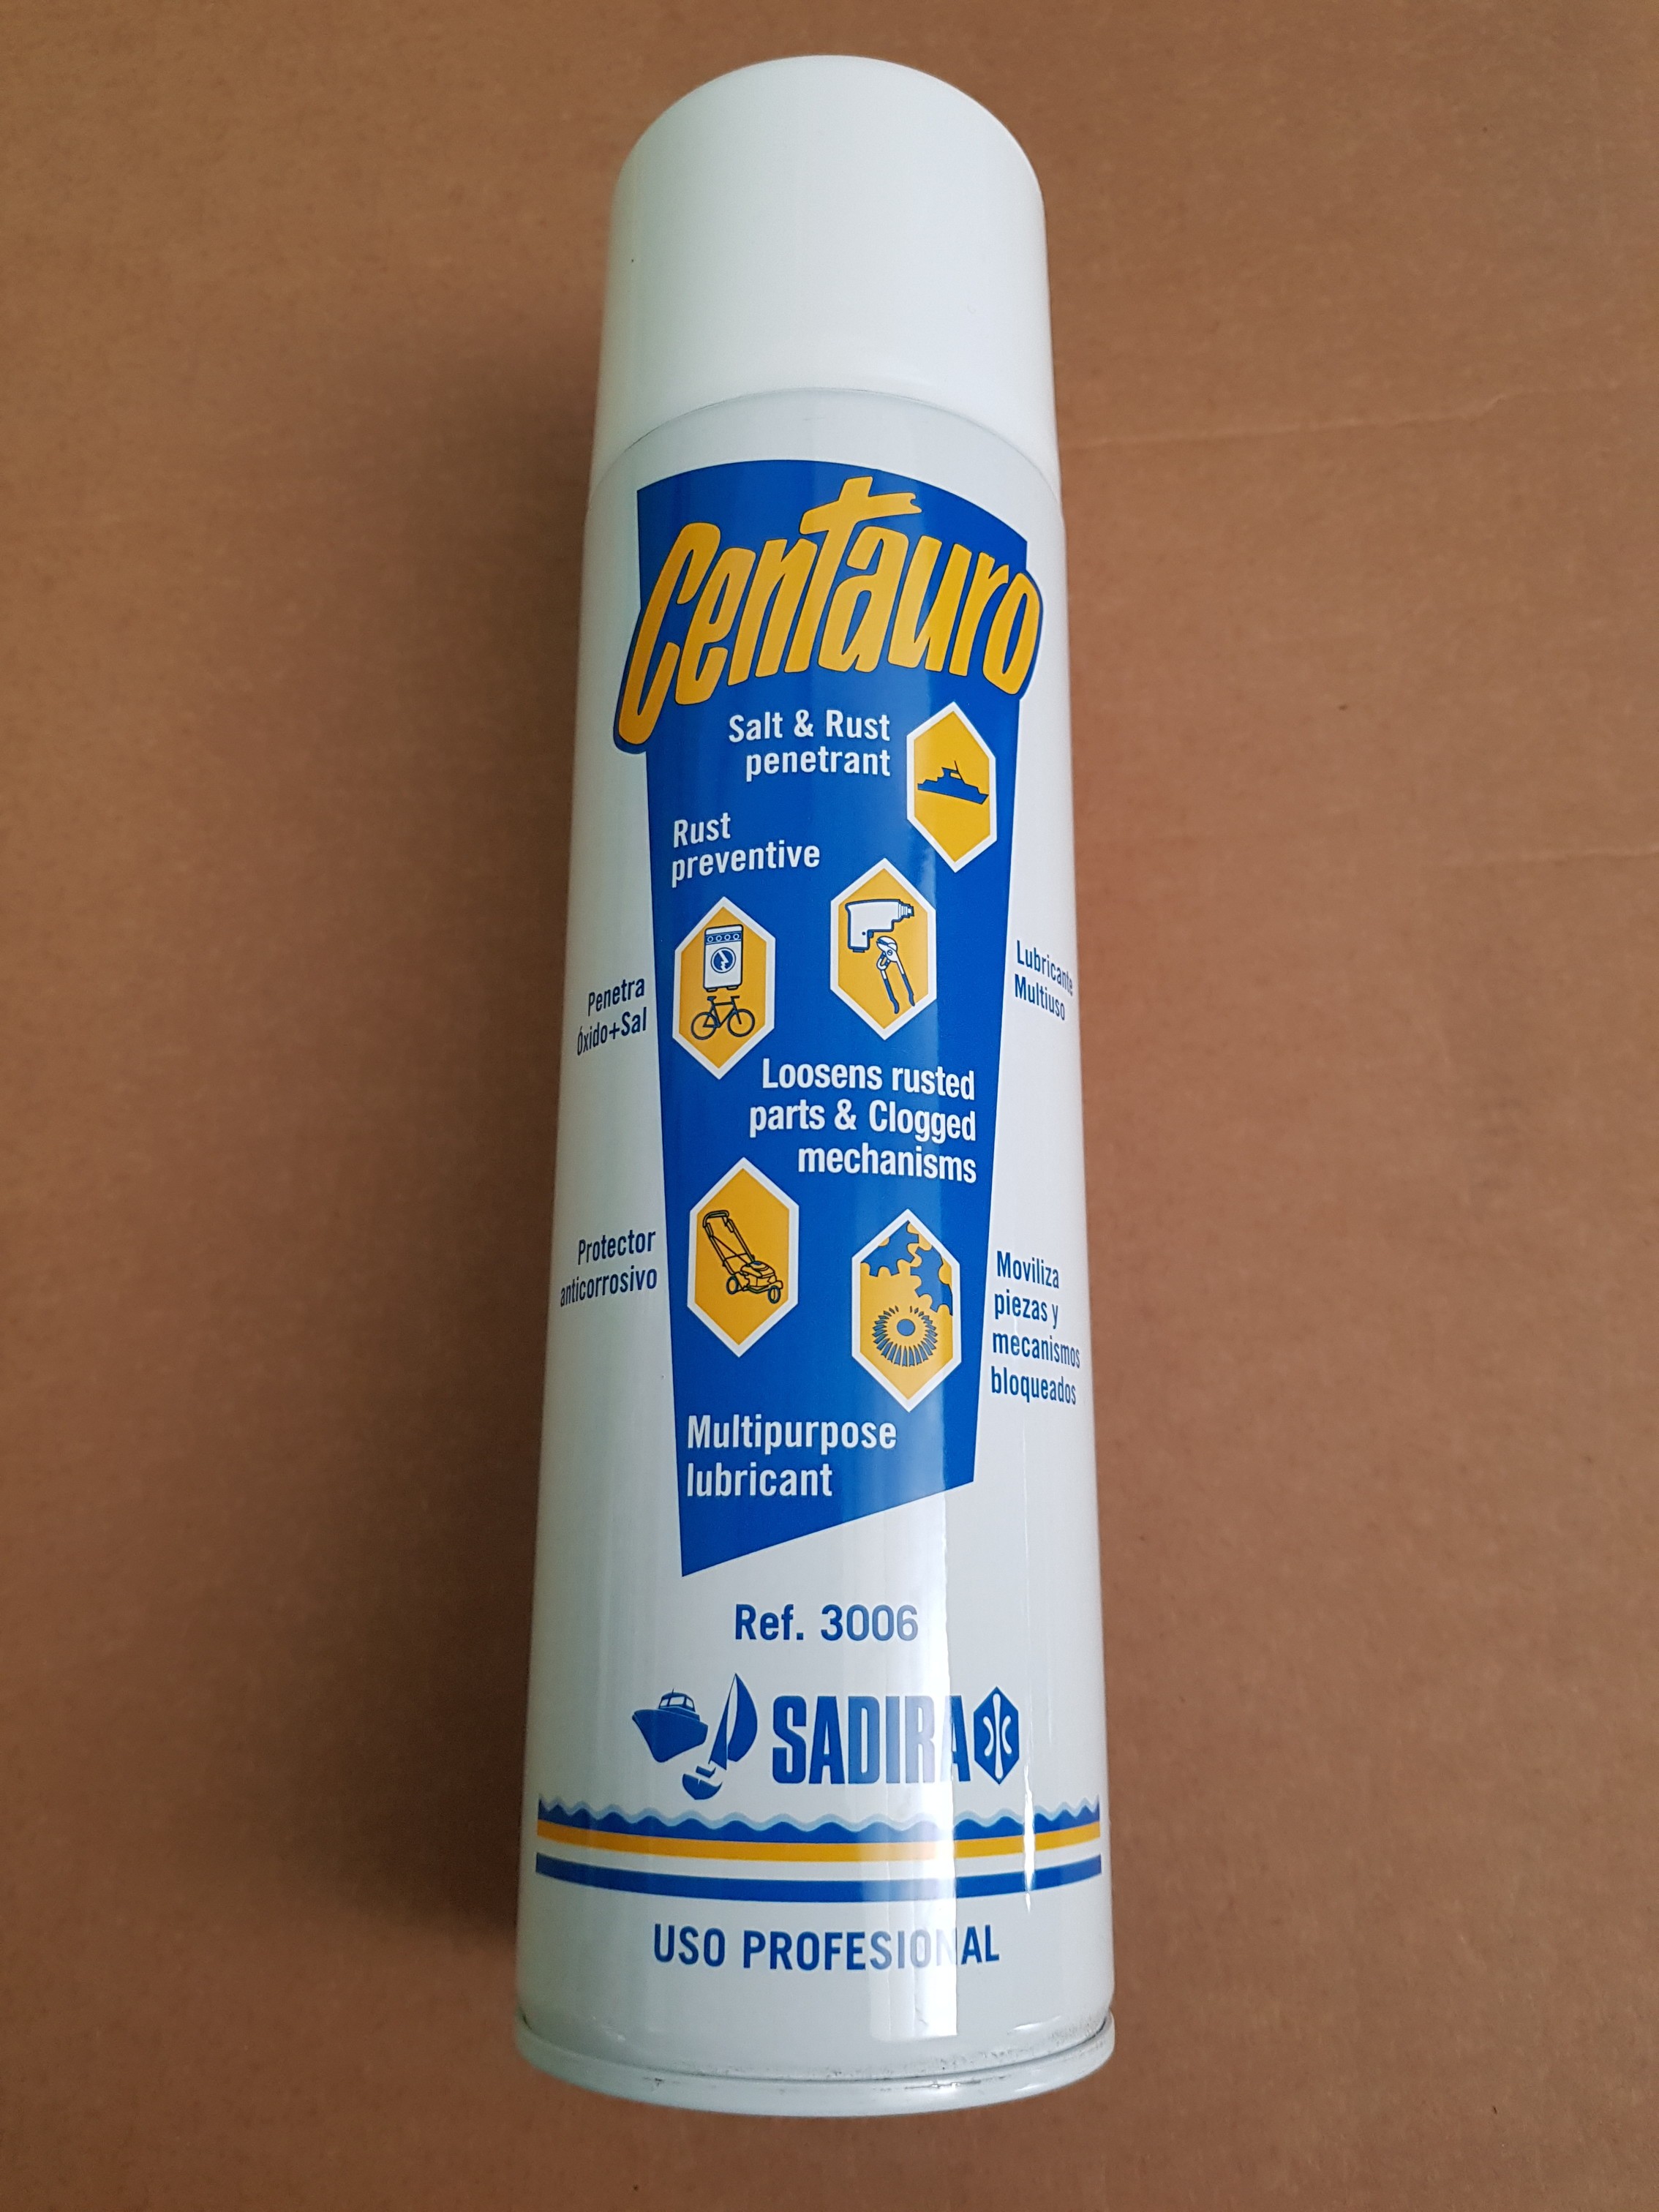 Centauro
Salt & Rust
penetrant
Rust
preventive
Penetra
Óxido+Sal
Lubricante
Multiuso
Loosens rusted
parts & Clogged
mechanisms
Protector
anticorrosivo
Moviliza
piezas y
mecanismos
bloqueados
Multipurpose
lubricant
Ref. 3006
SADIRA
USO PROFESIONAL